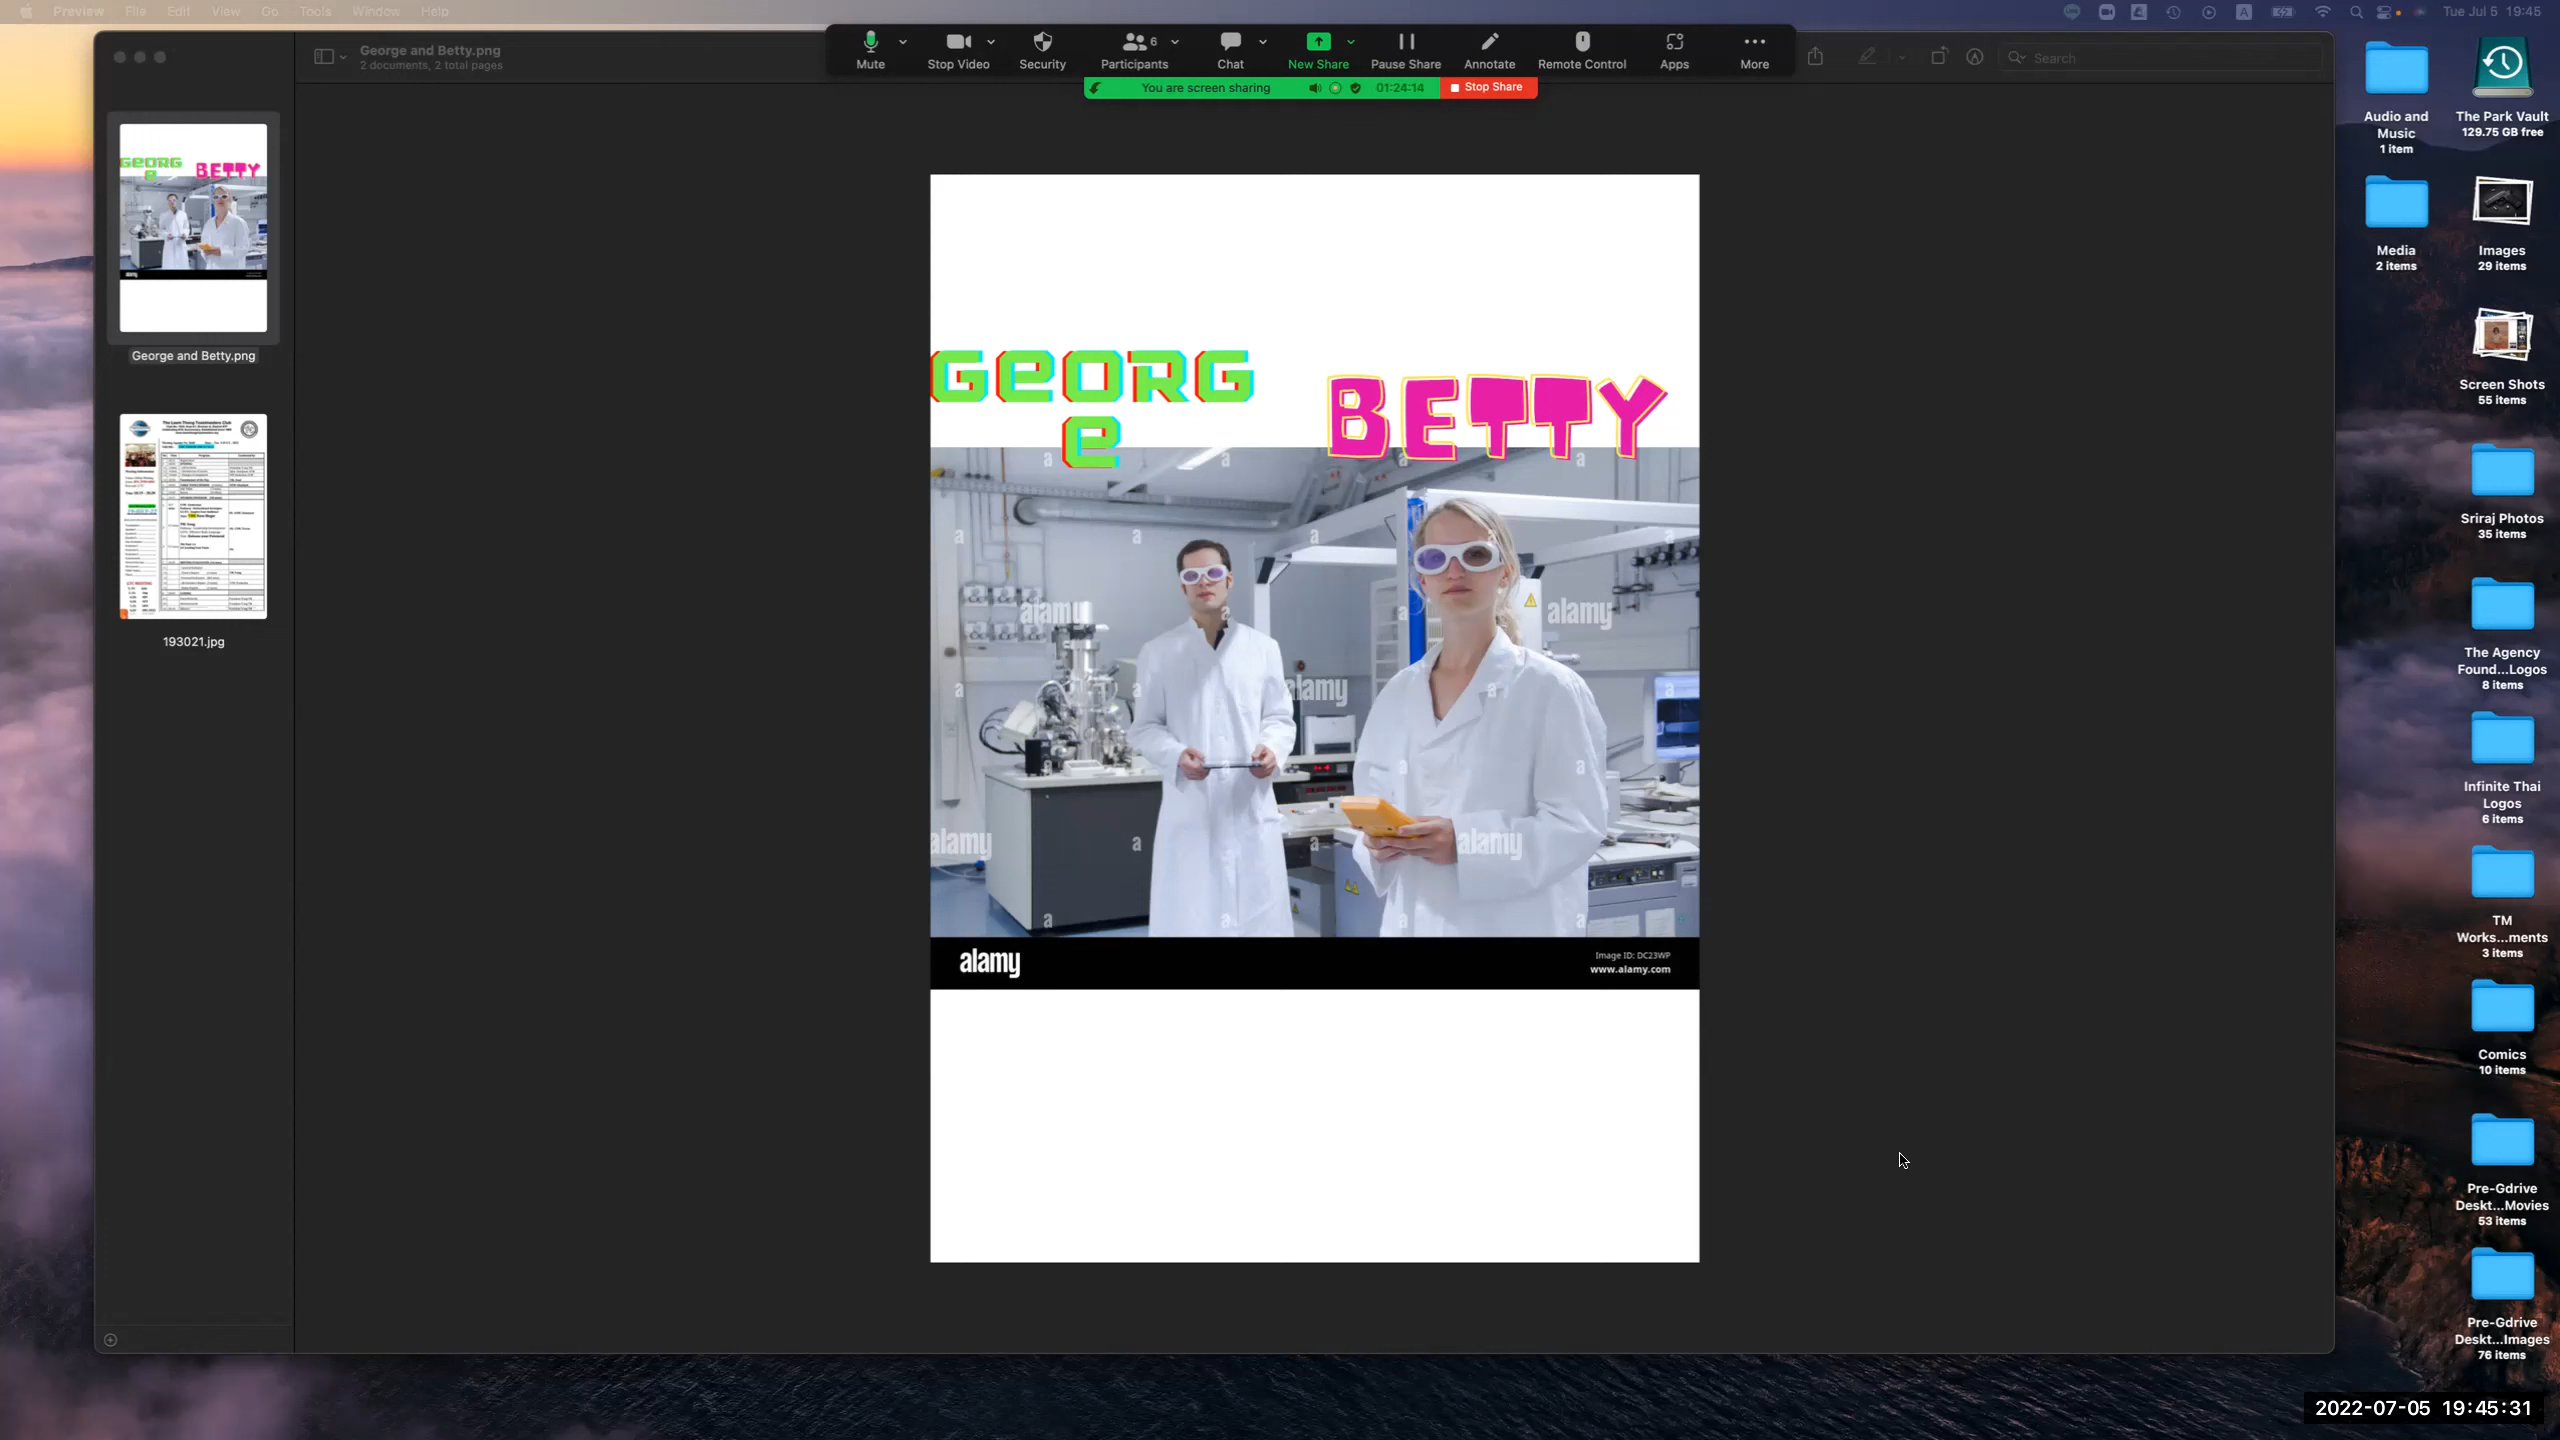 Preview File Edit View Go Tools Window Help
Tue Jul 5 19:45
George and Betty.png
2 documents, 2 total pages
Mute
Stop Video
Security
6
Participants
Chat
New Share
Pause Share
Annotate
Remote Control
Apps
More
Search
You are screen sharing
01:24:14
Stop Share
GEORGe
BETTY
George and Betty.png
193021.jpg
GEORG
e
BETTY
alamy
alamy
alamy
alamy
alamy
alamy
Image ID: DC23WP
www.alamy.com
Audio and
Music
1 item
The Park Vault
129.75 GB free
Media
2 items
Images
29 items
Screen Shots
55 items
Sriraj Photos
35 items
The Agency
Found...Logos
8 items
Infinite Thai
Logos
6 items
TM
Works...ments
3 items
Comics
10 items
Pre-Gdrive
Deskt...Movies
53 items
Pre-Gdrive
Deskt...Images
76 items
2022-07-05 19:45:31